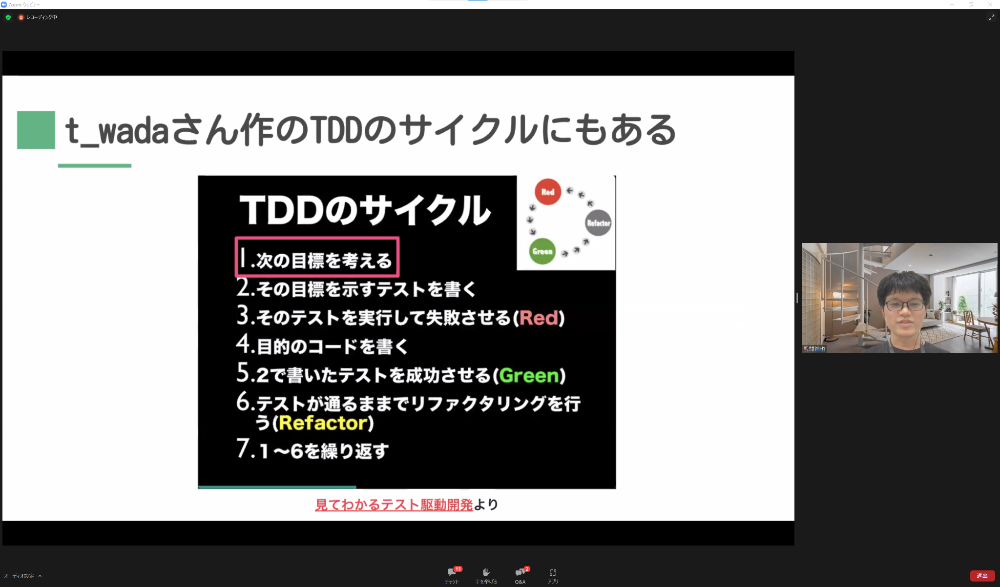 Zoom ウェビナー
レコーディング中
t_wadaさん作のTDDのサイクルにもある
TDDのサイクル
Red
Refactor
Green
1.次の目標を考える
2.その目標を示すテストを書く
3.そのテストを実行して失敗させる(Red)
4.目的のコードを書く
5.2で書いたテストを成功させる(Green)
6.テストが通るままでリファクタリングを行
う(Refactor)
7.1〜6を繰り返す
見てわかるテスト駆動開発より
風間裕也
オーディオ設定
13
チャット
手を挙げる
2
Q&A
アプリ
退出